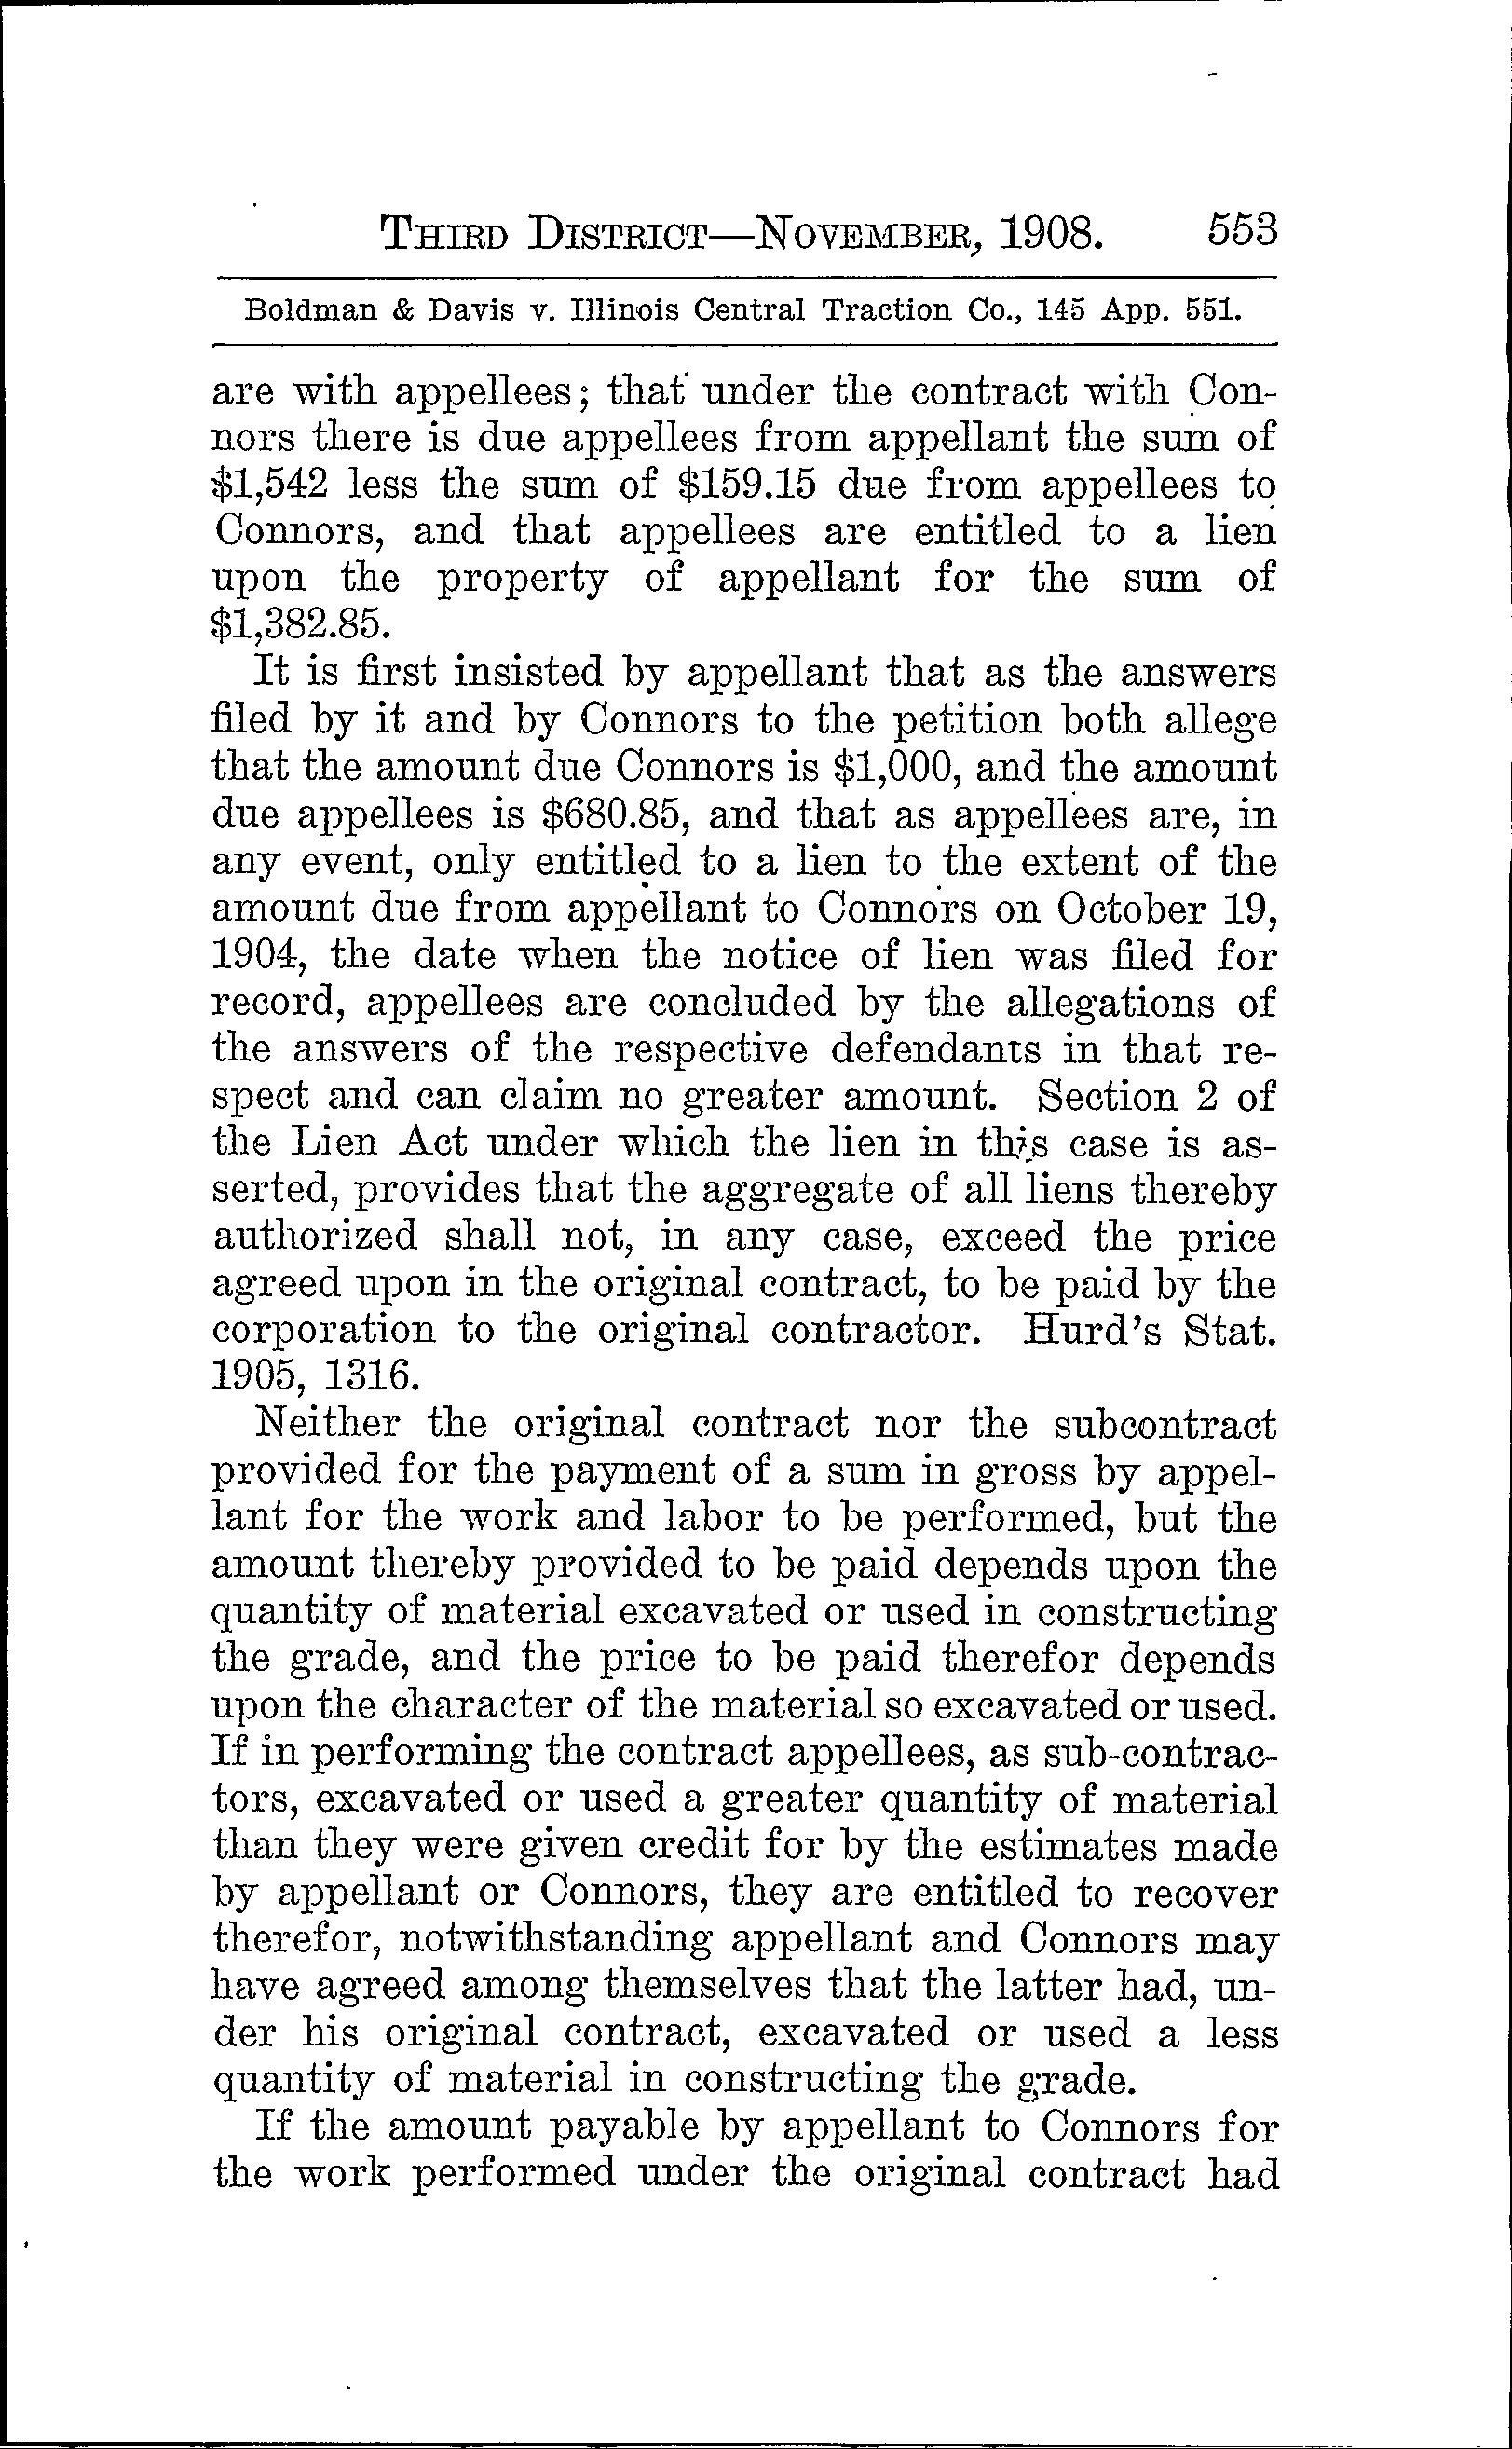 THIRD DISTRICT—NOVEMBER, 1908. 553
Boldman & Davis v. Illinois Central Traction Co., 145 App. 551.
are with appellees; that under the contract with Con-
nors there is due appellees from appellant the sum of
$1,542 less the sum of $159.15 due from appellees to
Connors, and that appellees are entitled to a lien
upon the property of appellant for the sum of
$1,382.85.
It is first insisted by appellant that as the answers
filed by it and by Connors to the petition both allege
that the amount due Connors is $1,000, and the amount
due appellees is $680.85, and that as appellees are, in
any event, only entitled to a lien to the extent of the
amount due from appellant to Connors on October 19,
1904, the date when the notice of lien was filed for
record, appellees are concluded by the allegations of
the answers of the respective defendants in that re-
spect and can claim no greater amount. Section 2 of
the Lien Act under which the lien in this case is as-
serted, provides that the aggregate of all liens thereby
authorized shall not, in any case, exceed the price
agreed upon in the original contract, to be paid by the
corporation to the original contractor. Hurd's Stat.
1905, 1316.
Neither the original contract nor the subcontract
provided for the payment of a sum in gross by appel-
lant for the work and labor to be performed, but the
amount thereby provided to be paid depends upon the
quantity of material excavated or used in constructing
the grade, and the price to be paid therefor depends
upon the character of the material so excavated or used.
If in performing the contract appellees, as sub-contrac-
tors, excavated or used a greater quantity of material
than they were given credit for by the estimates made
by appellant or Connors, they are entitled to recover
therefor, notwithstanding appellant and Connors may
have agreed among themselves that the latter had, un-
der his original contract, excavated or used a less
quantity of material in constructing the grade.
If the amount payable by appellant to Connors for
the work performed under the original contract had